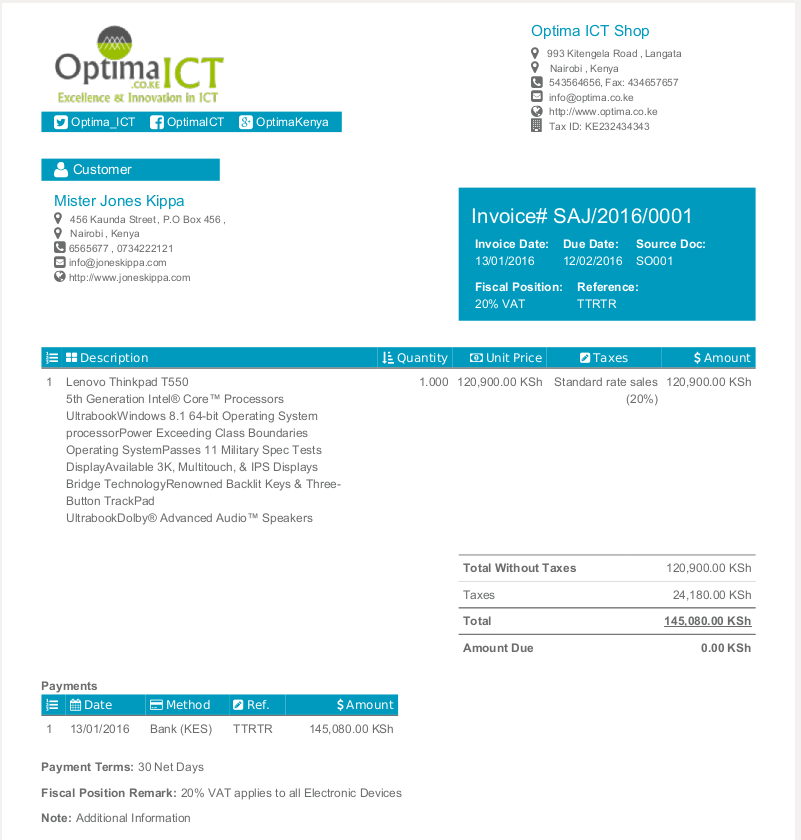 OptimaICT
.CO.KE
Excellence & Innovation in ICT
Optima_ICT OptimaICT OptimaKenya
Optima ICT Shop
993 Kitengela Road , Langata
Nairobi , Kenya
543564656, Fax: 434657657
info@optima.co.ke
http://www.optima.co.ke
Tax ID: KE232434343
Customer
Mister Jones Kippa
456 Kaunda Street, P.O Box 456 ,
Nairobi , Kenya
6565677 , 0734222121
info@joneskippa.com
http://www.joneskippa.com
Invoice# SAJ/2016/0001
Invoice Date: Due Date: Source Doc:
13/01/2016 12/02/2016 SO001
Fiscal Position: Reference:
20% VAT TTRTR
Description Quantity Unit Price Taxes $ Amount
1 Lenovo Thinkpad T550 1.000 120,900.00 KSh Standard rate sales 120,900.00 KSh
5th Generation Intel® Core™ Processors (20%)
UltrabookWindows 8.1 64-bit Operating System
processorPower Exceeding Class Boundaries
Operating SystemPasses 11 Military Spec Tests
DisplayAvailable 3K, Multitouch, & IPS Displays
Bridge TechnologyRenowned Backlit Keys & Three-
Button TrackPad
UltrabookDolby® Advanced Audio™ Speakers
Total Without Taxes 120,900.00 KSh
Taxes 24,180.00 KSh
Total 145,080.00 KSh
Amount Due 0.00 KSh
Payments
Date Method Ref. $ Amount
1 13/01/2016 Bank (KES) TTRTR 145,080.00 KSh
Payment Terms: 30 Net Days
Fiscal Position Remark: 20% VAT applies to all Electronic Devices
Note: Additional Information